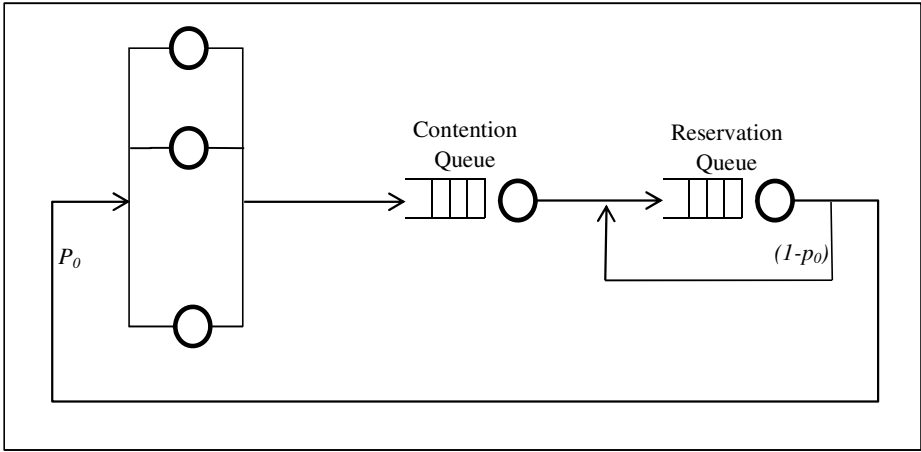 Contention
Queue
Reservation
Queue
P0
(1-p0)